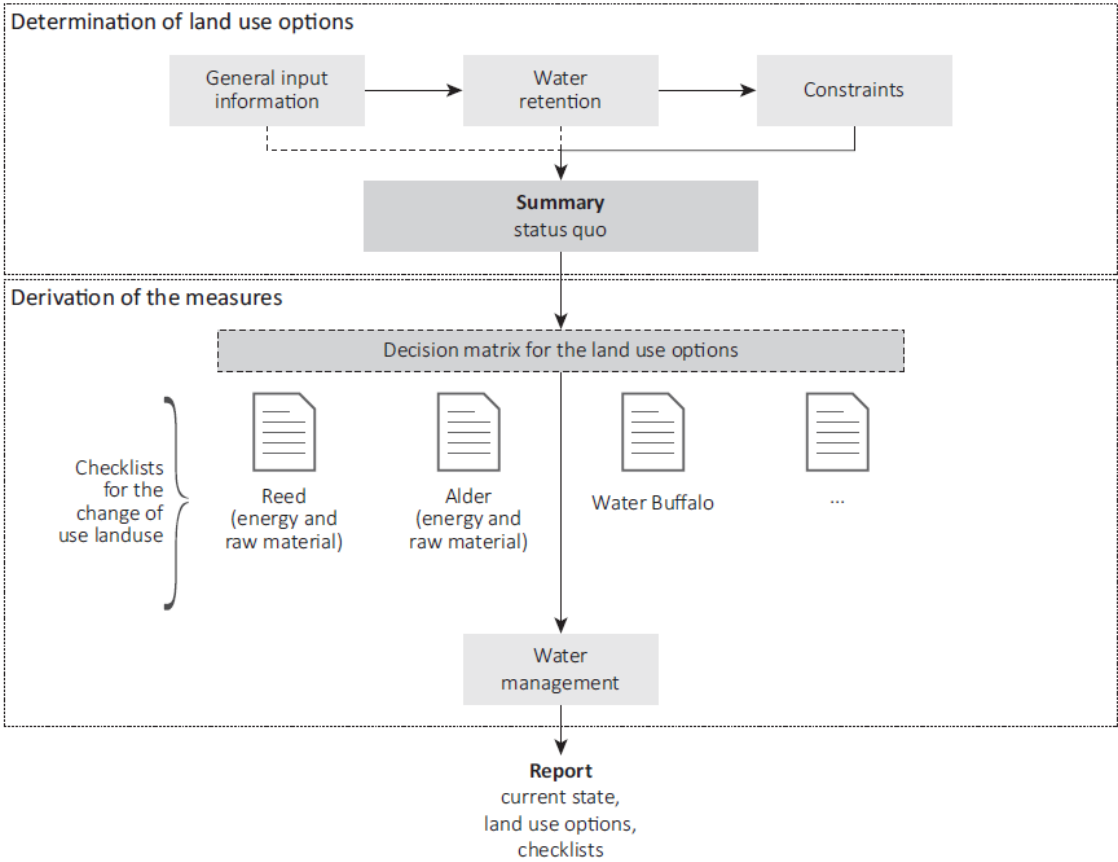 Determination of land use options
General input
information
Water
retention
Constraints
Summary
status quo
Derivation of the measures
Decision matrix for the land use options
Checklists
for the
change of
use landuse
Reed
(energy and
raw material)
Alder
(energy and
raw material)
Water Buffalo
...
Water
management
Report
current state,
land use options,
checklists